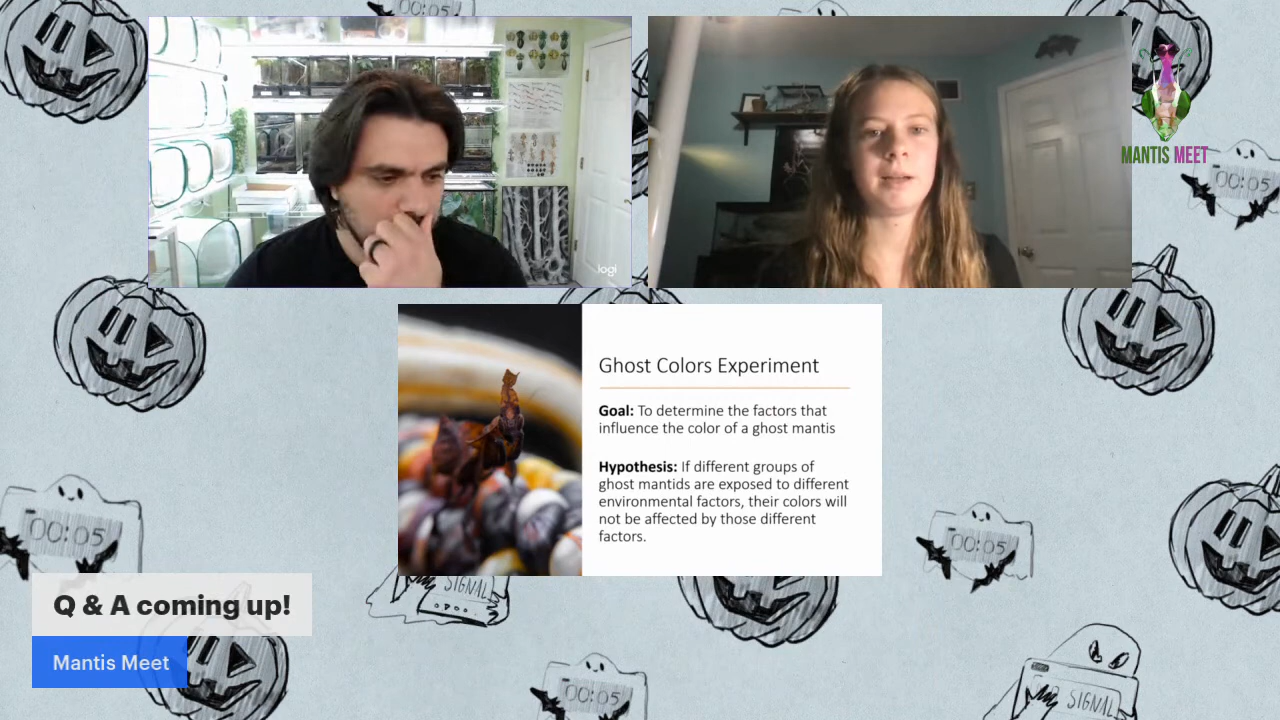 MANTIS MEET
logi
Ghost Colors Experiment
Goal: To determine the factors that
influence the color of a ghost mantis
Hypothesis: If different groups of
ghost mantids are exposed to different
environmental factors, their colors will
not be affected by those different
factors.
00:05
00:05
00:05
SIGNAL
00:05
SIGNAL
Q & A coming up!
Mantis Meet